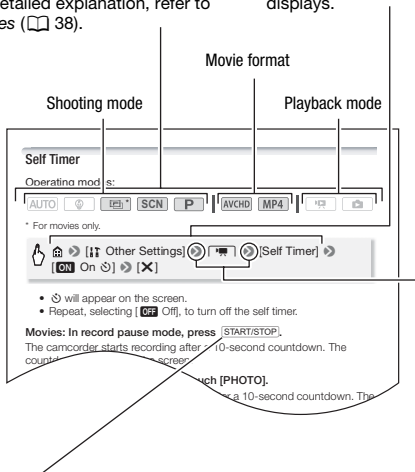 etailed explanation, refer to
es (38).
displays.
Movie format
Shooting mode
Playback mode
Self Timer
Operating modes:
AUTO SCN P AVCHD MP4
* For movies only.
[Other Settings] [Self Timer]
[ON On] [X]
• will appear on the screen.
• Repeat, selecting [OFF Off], to turn off the self timer.
Movies: In record pause mode, press START/STOP.
The camcorder starts recording after a 10-second countdown. The
screen
[PHOTO].
a 10-second countdown. The